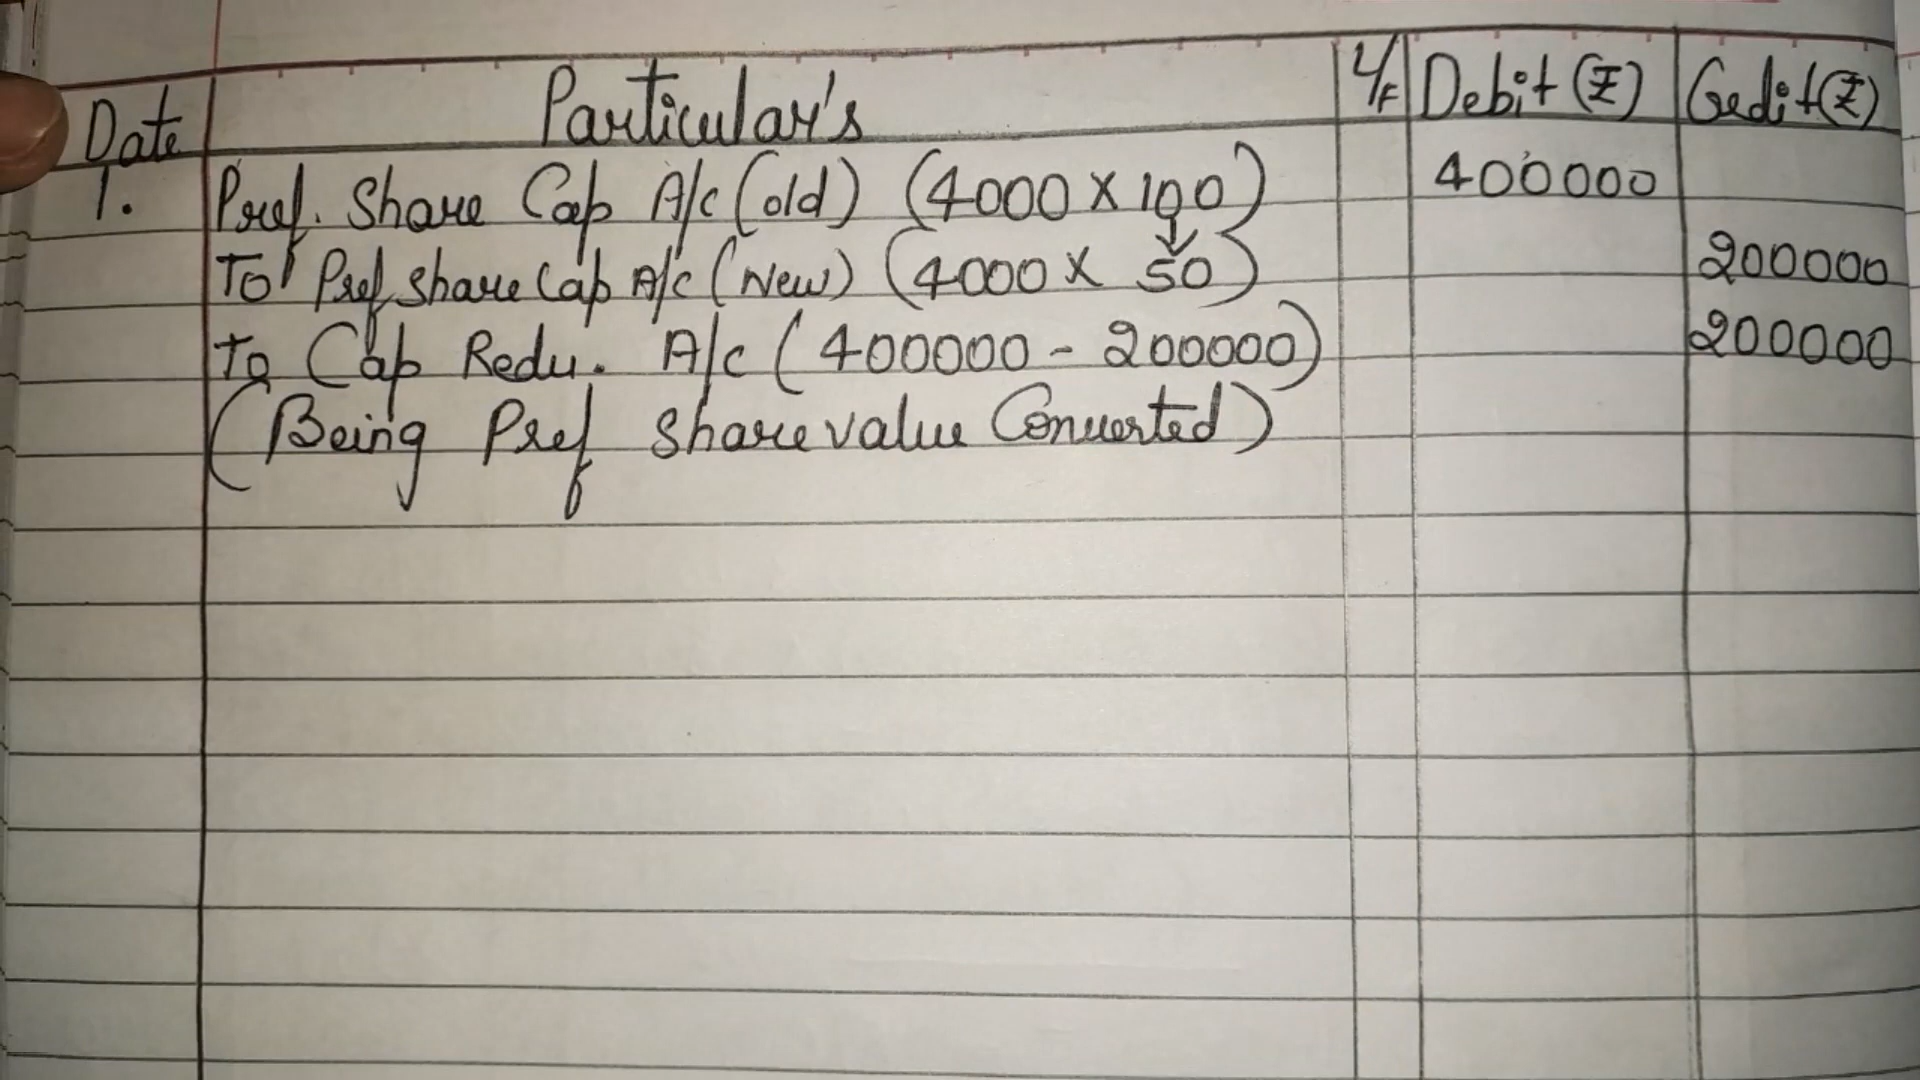 Date Particular's L/F Debit (₹) Credit (₹)
1. Pref. Share Cap A/c (old) (4000 × 100) 400000
To Pref Share Cap A/c (New) (4000 × 50) 200000
To Cap Redu. A/c (400000 - 200000) 200000
(Being Pref Share value Converted)